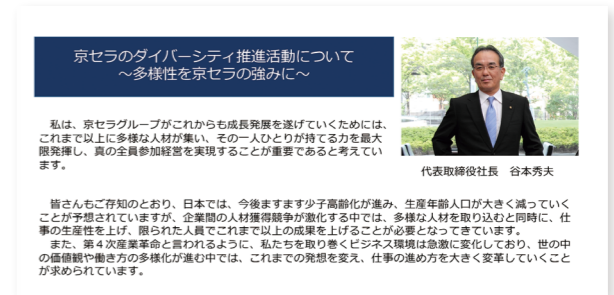 京セラのダイバーシティ推進活動について
～多様性を京セラの強みに～
私は、京セラグループがこれからも成長発展を遂げていくためには、
これまで以上に多様な人材が集い、その一人ひとりが持てる力を最大
限発揮し、真の全員参加経営を実現することが重要であると考えてい
ます。
代表取締役社長　谷本秀夫
皆さんもご存知のとおり、日本では、今後ますます少子高齢化が進み、生産年齢人口が大きく減っていく
ことが予想されていますが、企業間の人材獲得競争が激化する中では、多様な人材を取り込むと同時に、仕
事の生産性を上げ、限られた人員でこれまで以上の成果を上げることが必要となってきています。
また、第４次産業革命と言われるように、私たちを取り巻くビジネス環境は急激に変化しており、世の中
の価値観や働き方の多様化が進む中では、これまでの発想を変え、仕事の進め方を大きく変革していくこと
が求められています。